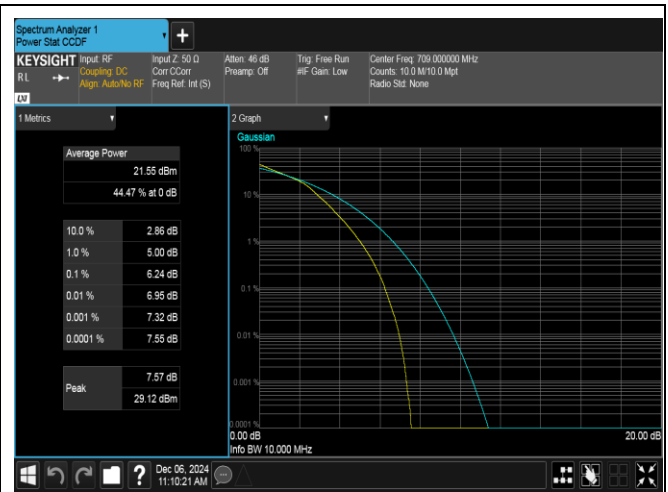 Spectrum Analyzer 1
Power Stat CCDF
+
KEYSIGHT
RL
LXI
Input: RF
Coupling: DC
Align: Auto/No RF
Input Z: 50 Ω
Corr CCorr
Freq Ref: Int (S)
Atten: 46 dB
Preamp: Off
Trig: Free Run
#IF Gain: Low
Center Freq: 709.000000 MHz
Counts: 10.0 M/10.0 Mpt
Radio Std: None
1 Metrics
Average Power
21.55 dBm
44.47 % at 0 dB
10.0 % 2.86 dB
1.0 % 5.00 dB
0.1 % 6.24 dB
0.01 % 6.95 dB
0.001 % 7.32 dB
0.0001 % 7.55 dB
Peak
7.57 dB
29.12 dBm
2 Graph
Gaussian
100 %
10 %
1 %
0.1 %
0.01 %
0.001 %
0.0001 %
0.00 dB
20.00 dB
Info BW 10.000 MHz
?
Dec 06, 2024
11:10:21 AM